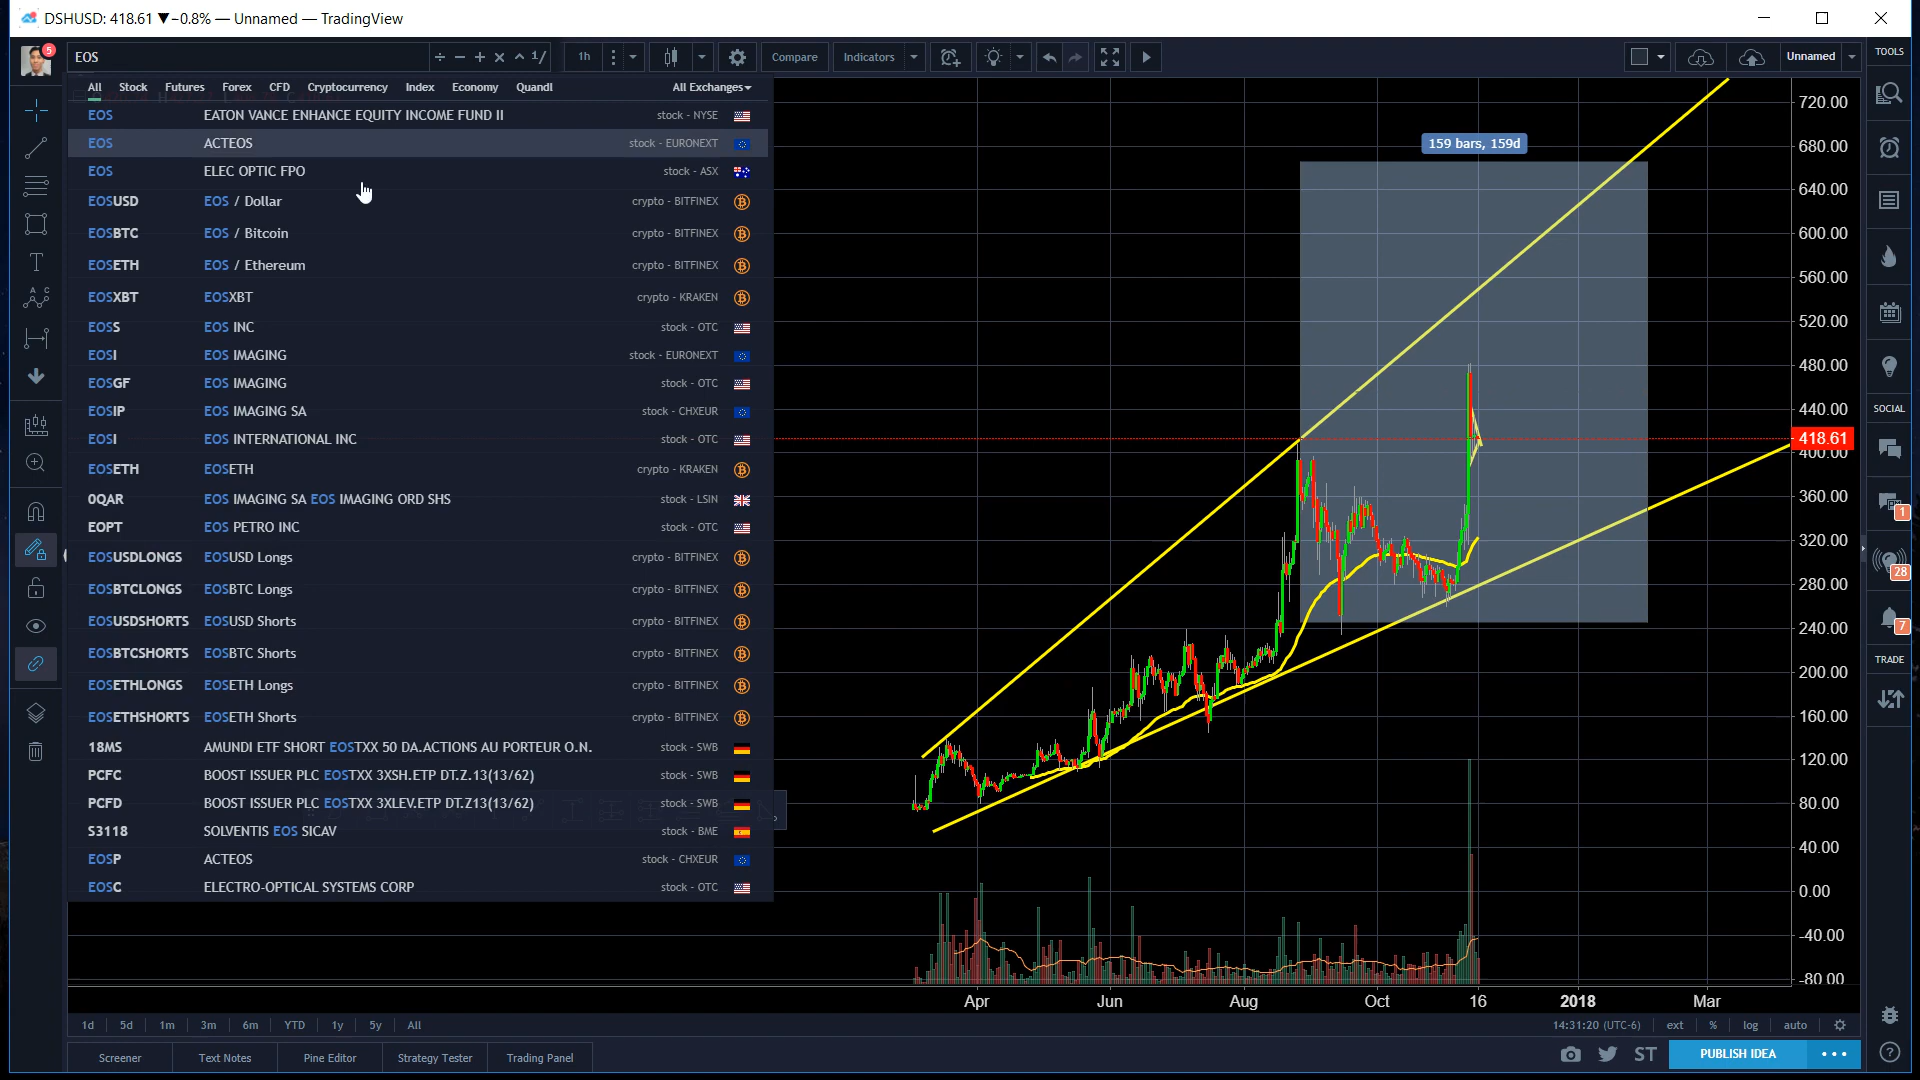 DSHUSD: 418.61 ▼−0.8% — Unnamed — TradingView
5
EOS
÷ − + × ^ 1/
1h
Compare
Indicators
Unnamed
TOOLS
All Stock Futures Forex CFD Cryptocurrency Index Economy Quandl All Exchanges
EOS EATON VANCE ENHANCE EQUITY INCOME FUND II stock - NYSE
EOS ACTEOS stock - EURONEXT
EOS ELEC OPTIC FPO stock - ASX
EOSUSD EOS / Dollar crypto - BITFINEX
EOSBTC EOS / Bitcoin crypto - BITFINEX
EOSETH EOS / Ethereum crypto - BITFINEX
EOSXBT EOSXBT crypto - KRAKEN
EOSS EOS INC stock - OTC
EOSI EOS IMAGING stock - EURONEXT
EOSGF EOS IMAGING stock - OTC
EOSIP EOS IMAGING SA stock - CHXEUR
EOSI EOS INTERNATIONAL INC stock - OTC
EOSETH EOSETH crypto - KRAKEN
0QAR EOS IMAGING SA EOS IMAGING ORD SHS stock - LSIN
EOPT EOS PETRO INC stock - OTC
EOSUSDLONGS EOSUSD Longs crypto - BITFINEX
EOSBTCLONGS EOSBTC Longs crypto - BITFINEX
EOSUSDSHORTS EOSUSD Shorts crypto - BITFINEX
EOSBTCSHORTS EOSBTC Shorts crypto - BITFINEX
EOSETHLONGS EOSETH Longs crypto - BITFINEX
EOSETHSHORTS EOSETH Shorts crypto - BITFINEX
18MS AMUNDI ETF SHORT EOSTXX 50 DA.ACTIONS AU PORTEUR O.N. stock - SWB
PCFC BOOST ISSUER PLC EOSTXX 3XSH.ETP DT.Z.13(13/62) stock - SWB
PCFD BOOST ISSUER PLC EOSTXX 3XLEV.ETP DT.Z13(13/62) stock - SWB
S3118 SOLVENTIS EOS SICAV stock - BME
EOSP ACTEOS stock - CHXEUR
EOSC ELECTRO-OPTICAL SYSTEMS CORP stock - OTC
159 bars, 159d
720.00
680.00
640.00
600.00
560.00
520.00
480.00
440.00
418.61
400.00
360.00
320.00
280.00
240.00
200.00
160.00
120.00
80.00
40.00
0.00
-40.00
-80.00
SOCIAL
1
28
7
TRADE
Apr Jun Aug Oct 16 2018 Mar
1d 5d 1m 3m 6m YTD 1y 5y All
14:31:20 (UTC-6) ext % log auto
Screener Text Notes Pine Editor Strategy Tester Trading Panel
ST PUBLISH IDEA